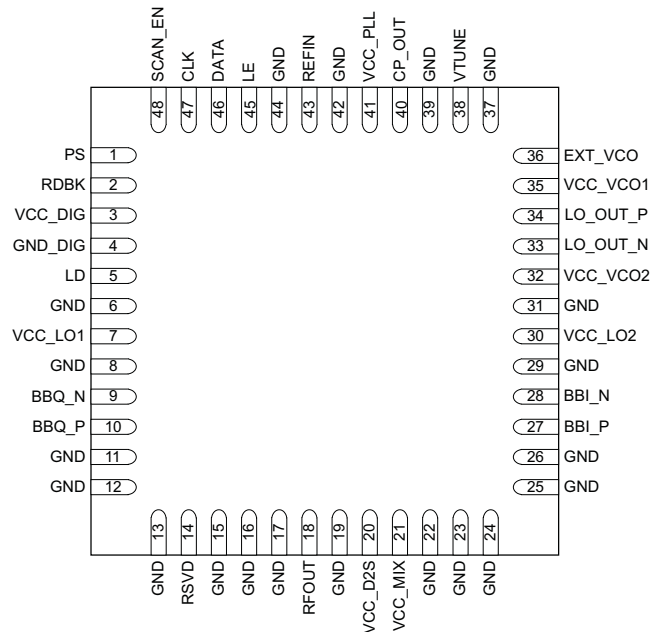 SCAN_EN
CLK
DATA
LE
GND
REFIN
GND
VCC_PLL
CP_OUT
GND
VTUNE
GND
48
47
46
45
44
43
42
41
40
39
38
37
PS 1
RDBK 2
VCC_DIG 3
GND_DIG 4
LD 5
GND 6
VCC_LO1 7
GND 8
BBQ_N 9
BBQ_P 10
GND 11
GND 12
36 EXT_VCO
35 VCC_VCO1
34 LO_OUT_P
33 LO_OUT_N
32 VCC_VCO2
31 GND
30 VCC_LO2
29 GND
28 BBI_N
27 BBI_P
26 GND
25 GND
13
14
15
16
17
18
19
20
21
22
23
24
GND
RSVD
GND
GND
GND
RFOUT
GND
VCC_D2S
VCC_MIX
GND
GND
GND